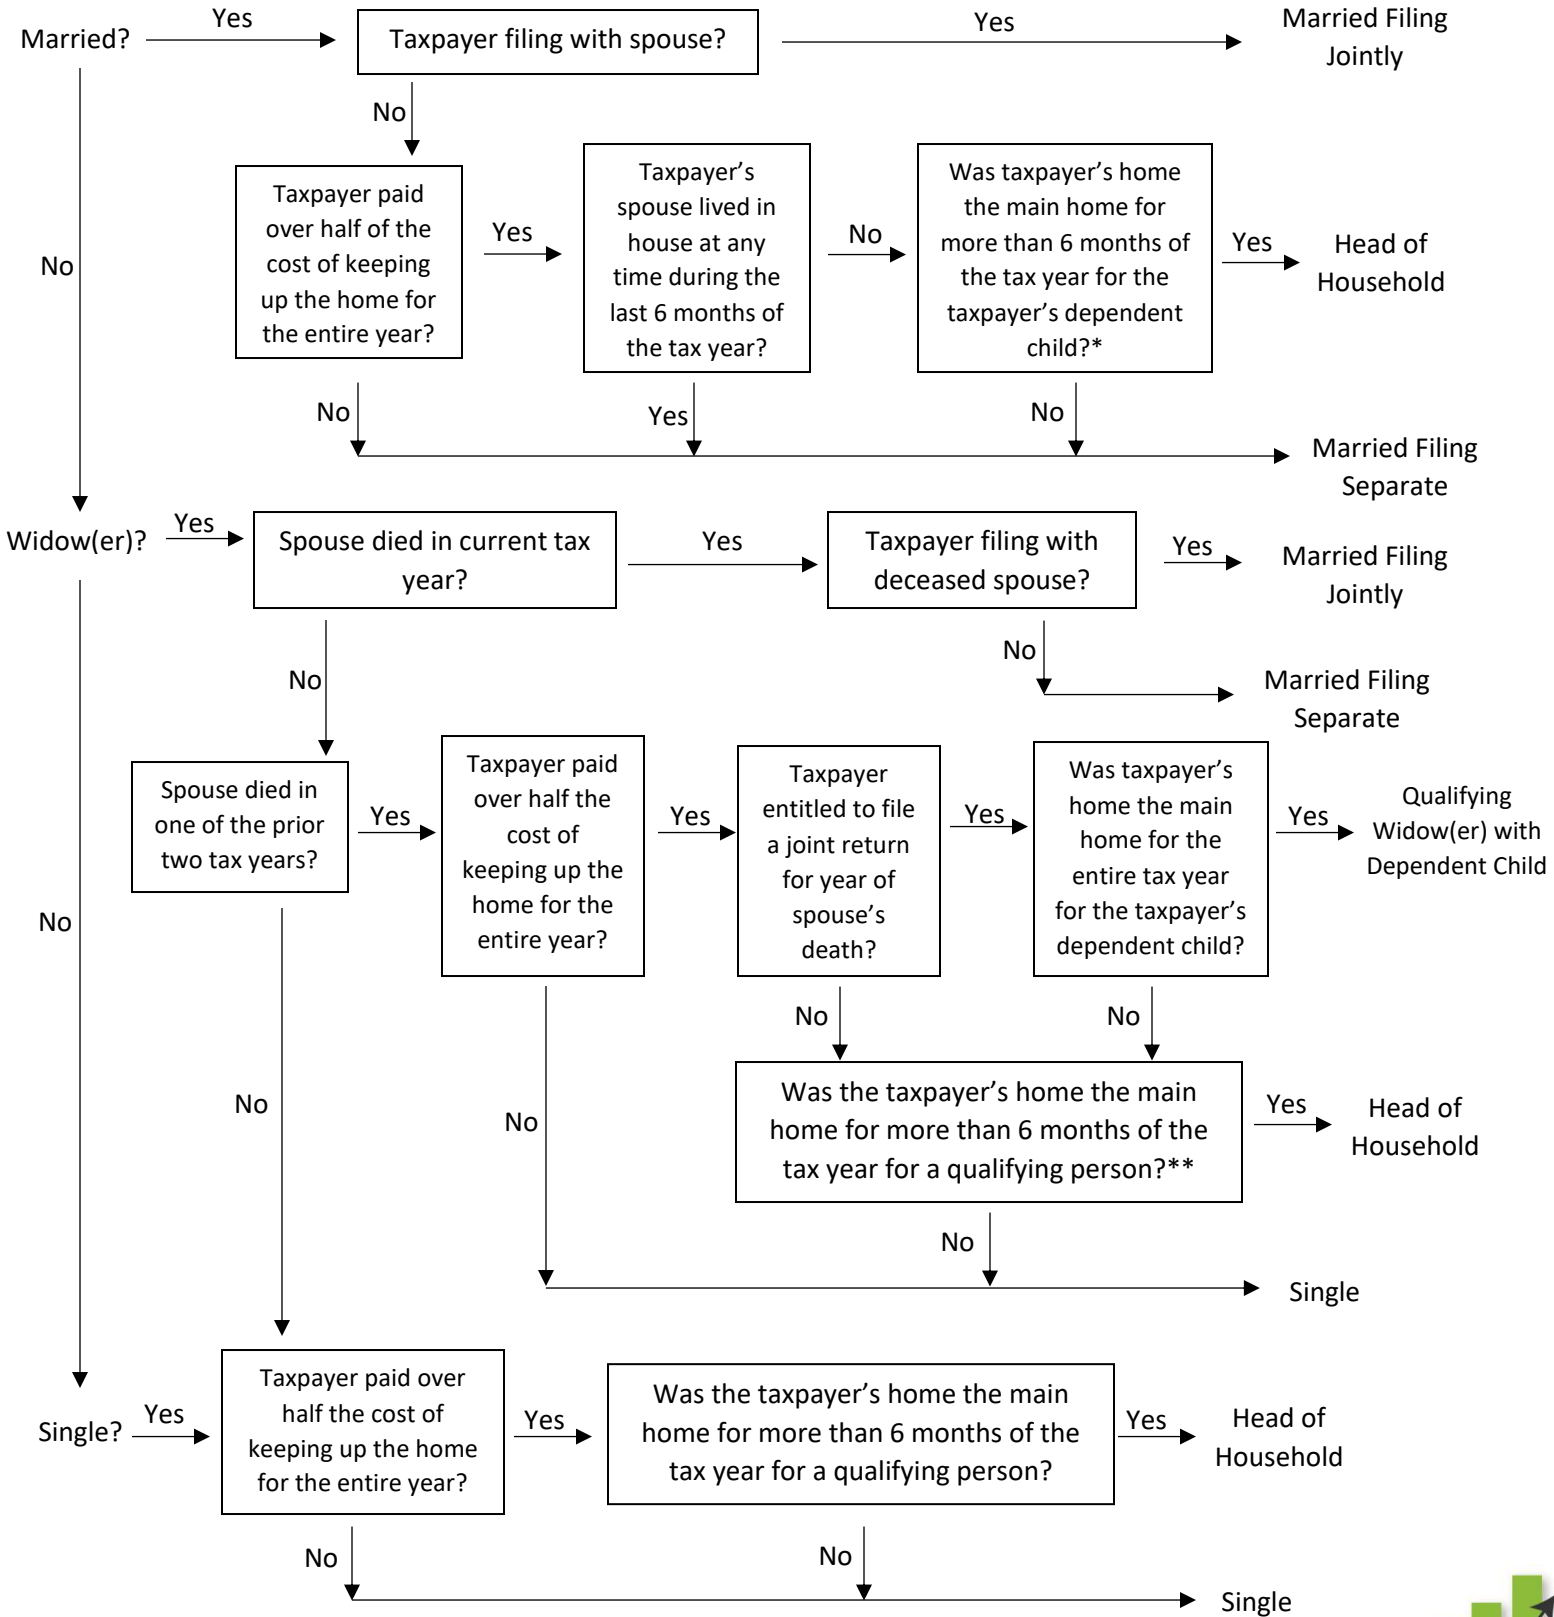 Married?
Yes
Taxpayer filing with spouse?
Yes
Married Filing
Jointly
No
No
Taxpayer paid
over half of the
cost of keeping
up the home for
the entire year?
Yes
Taxpayer’s
spouse lived in
house at any
time during the
last 6 months of
the tax year?
No
Was taxpayer’s home
the main home for
more than 6 months of
the tax year for the
taxpayer’s dependent
child?*
Yes
Head of
Household
No
Yes
No
Married Filing
Separate
Widow(er)?
Yes
Spouse died in current tax
year?
Yes
Taxpayer filing with
deceased spouse?
Yes
Married Filing
Jointly
No
No
Married Filing
Separate
Spouse died in
one of the prior
two tax years?
Yes
Taxpayer paid
over half the
cost of
keeping up the
home for the
entire year?
Yes
Taxpayer
entitled to file
a joint return
for year of
spouse’s
death?
Yes
Was taxpayer’s
home the main
home for the
entire tax year
for the taxpayer’s
dependent child?
Yes
Qualifying
Widow(er) with
Dependent Child
No
No
No
No
No
Was the taxpayer’s home the main
home for more than 6 months of the
tax year for a qualifying person?**
Yes
Head of
Household
No
Single
Single?
Yes
Taxpayer paid over
half the cost of
keeping up the home
for the entire year?
Yes
Was the taxpayer’s home the main
home for more than 6 months of the
tax year for a qualifying person?
Yes
Head of
Household
No
No
Single